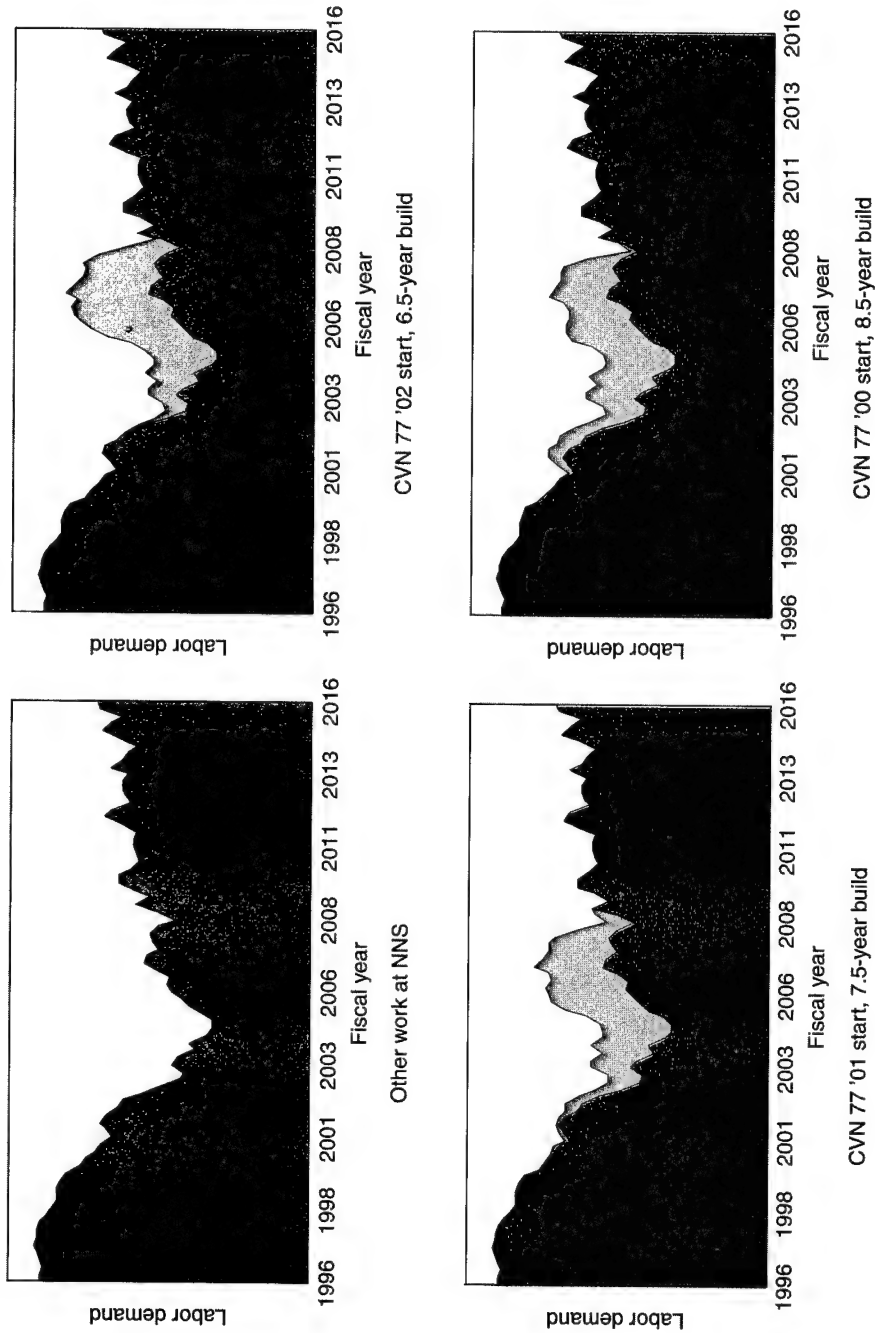 Labor demand
1996 1998 2001 2003 2006 2008 2011 2013 2016
Fiscal year
Other work at NNS
Labor demand
1996 1998 2001 2003 2006 2008 2011 2013 2016
Fiscal year
CVN 77 '02 start, 6.5-year build
Labor demand
1996 1998 2001 2003 2006 2008 2011 2013 2016
Fiscal year
CVN 77 '01 start, 7.5-year build
Labor demand
1996 1998 2001 2003 2006 2008 2011 2013 2016
Fiscal year
CVN 77 '00 start, 8.5-year build